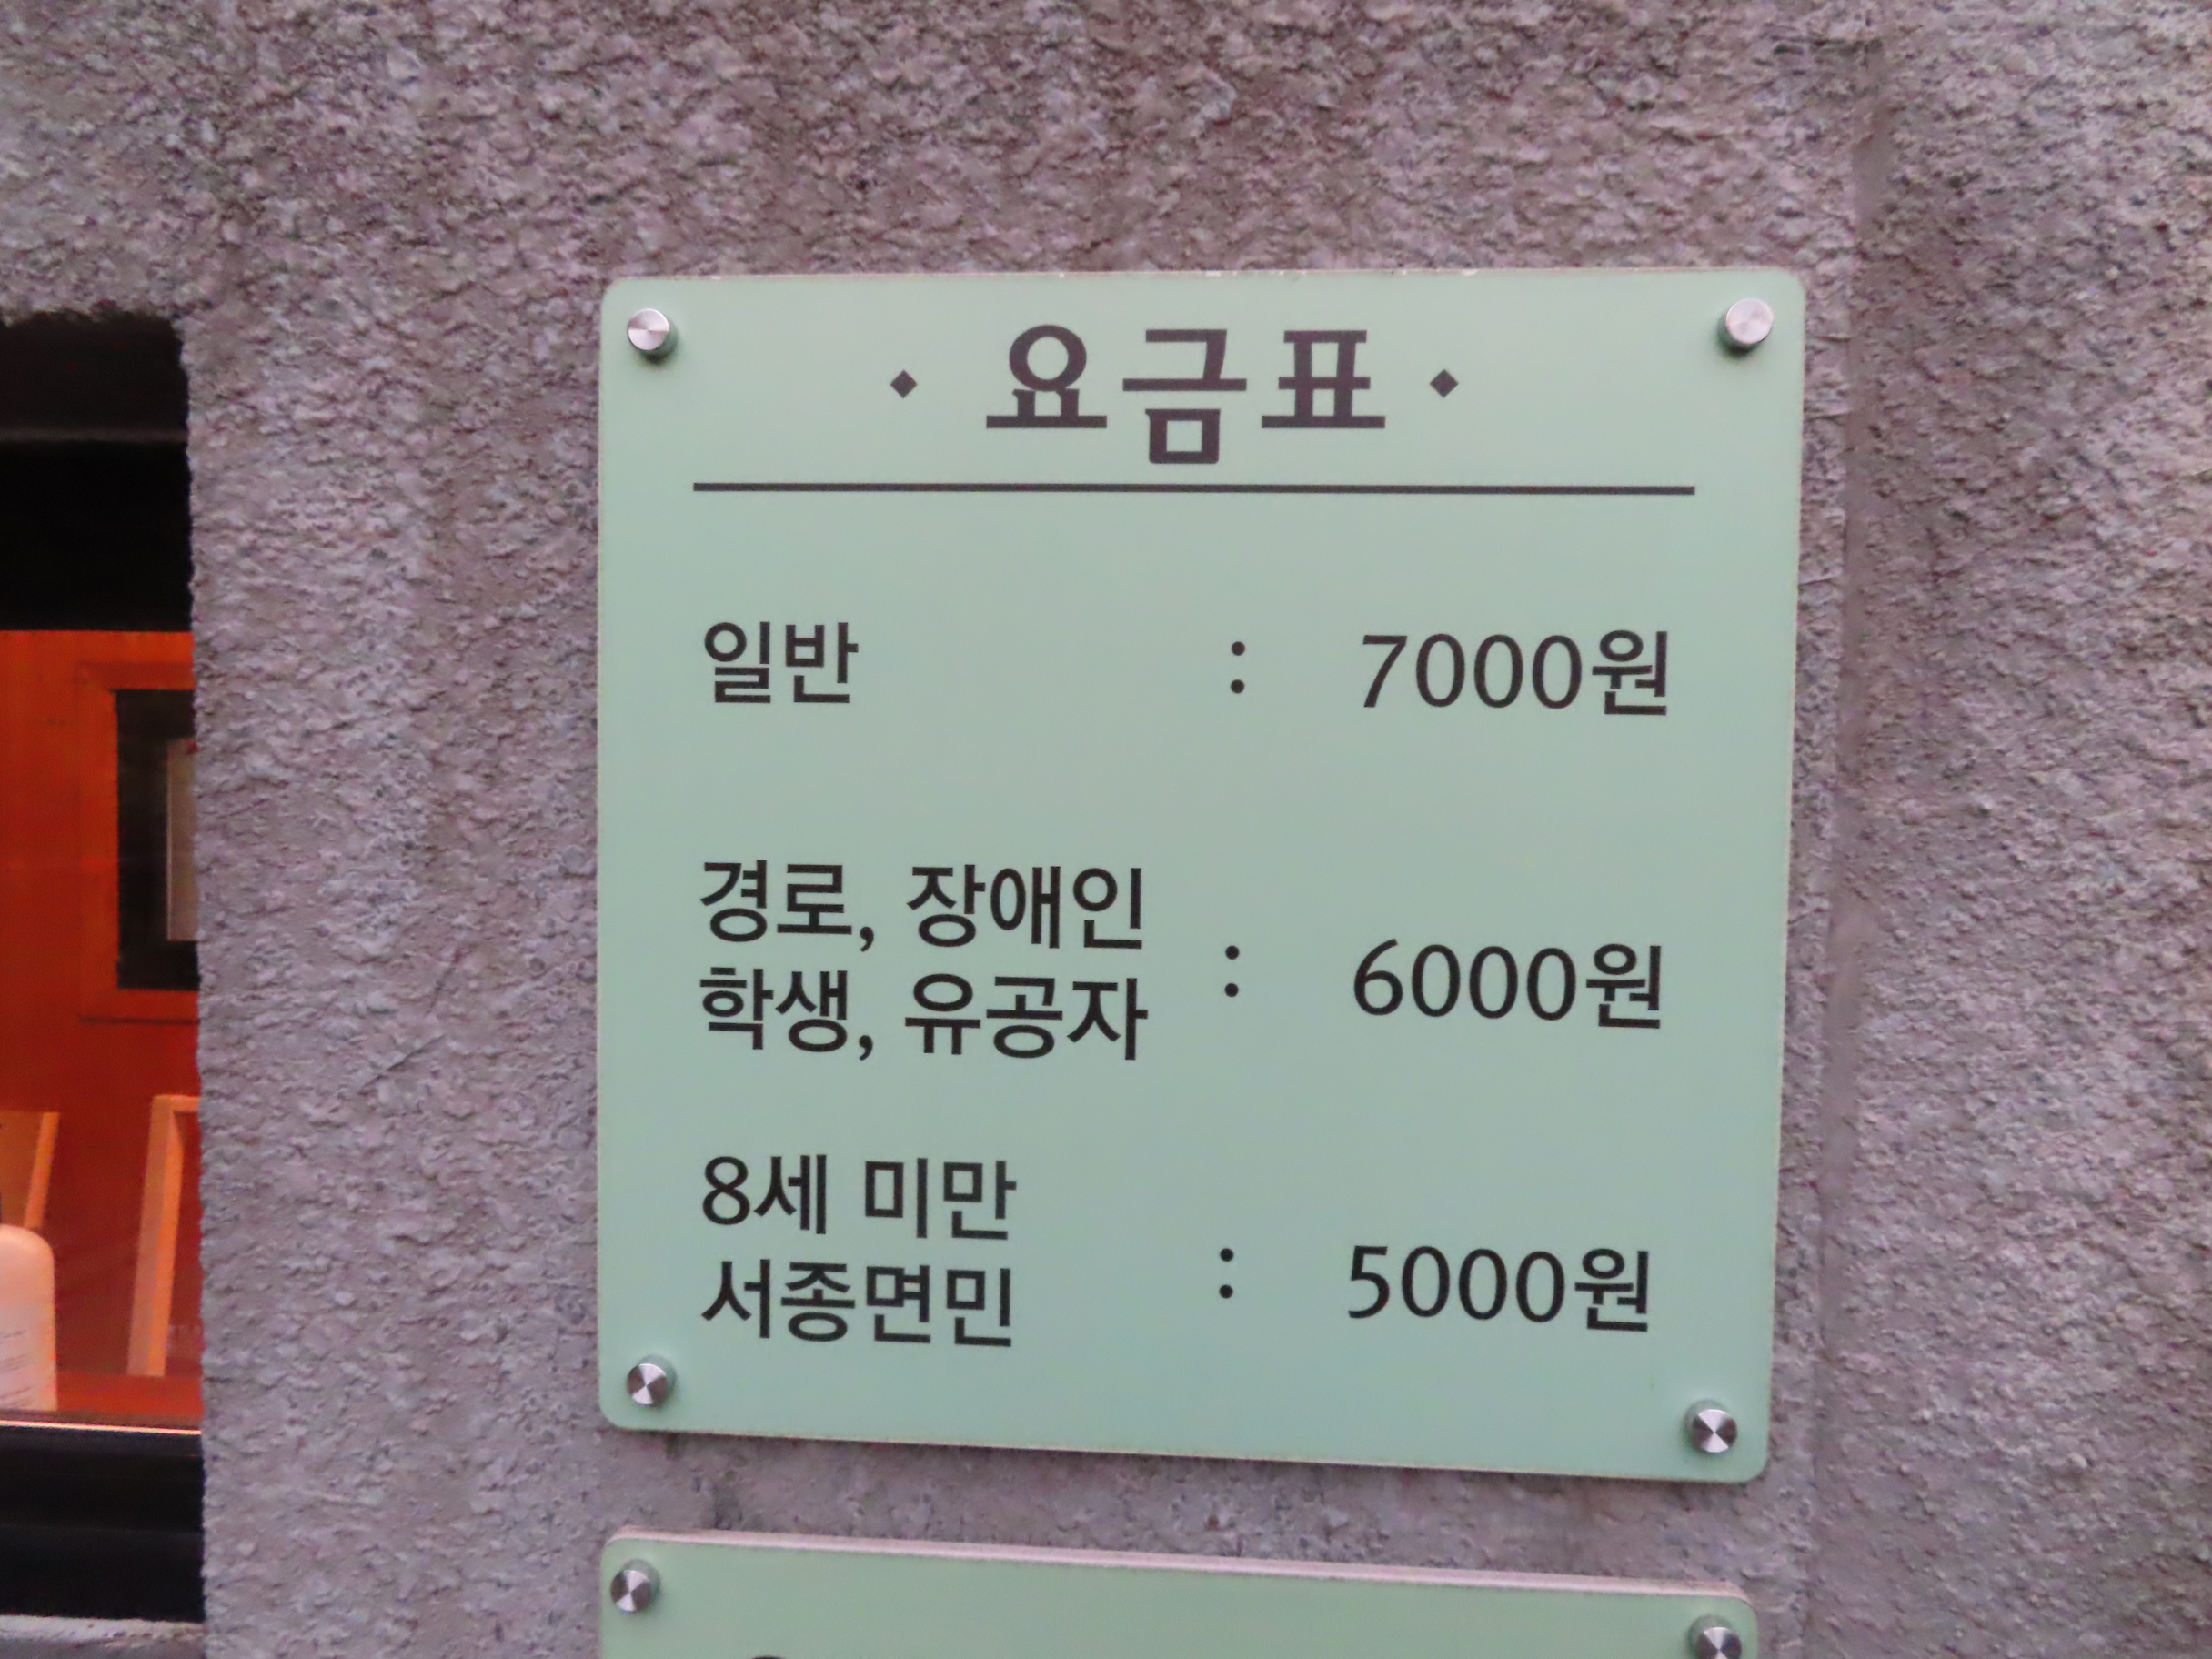 · 요금표 ·
일반 : 7000원
경로, 장애인
학생, 유공자 : 6000원
8세 미만
서종면민 : 5000원